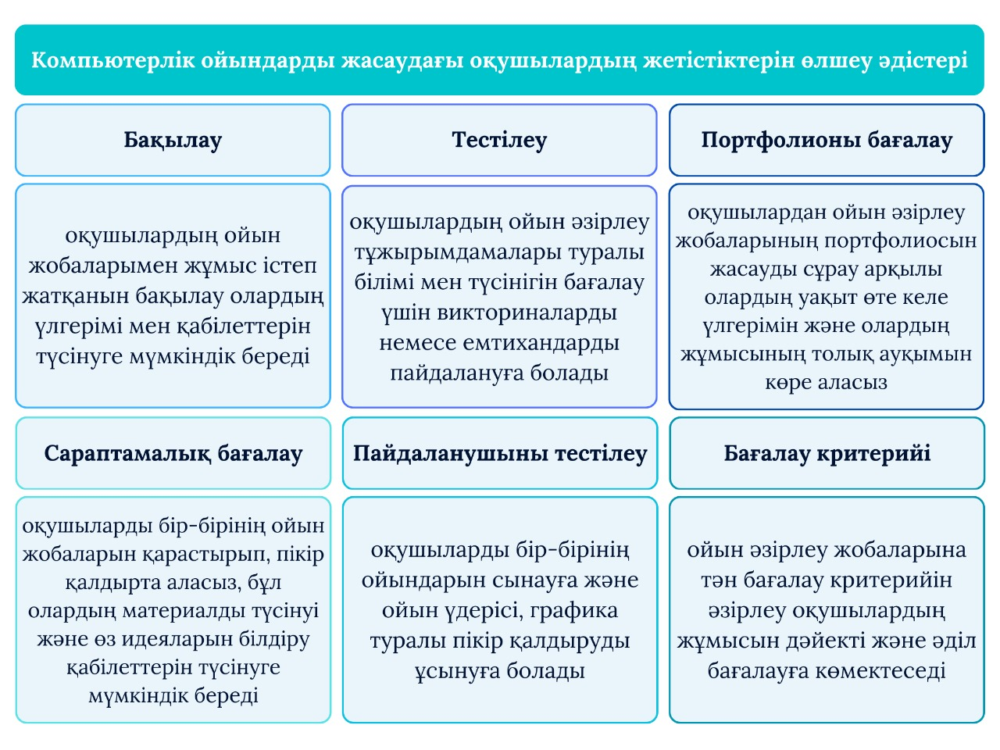 Компьютерлік ойындарды жасаудағы оқушылардың жетістіктерін өлшеу әдістері
Бақылау
оқушылардың ойын
жобаларымен жұмыс істеп
жатқанын бақылау олардың
үлгерімі мен қабілеттерін
түсінуге мүмкіндік береді
Тестілеу
оқушылардың ойын әзірлеу
тұжырымдамалары туралы
білімі мен түсінігін бағалау
үшін викториналарды
немесе емтихандарды
пайдалануға болады
Портфолионы бағалау
оқушылардан ойын әзірлеу
жобаларының портфолиосын
жасауды сұрау арқылы
олардың уақыт өте келе
үлгерімін және олардың
жұмысының толық ауқымын
көре аласыз
Сараптамалық бағалау
оқушыларды бір-бірінің ойын
жобаларын қарастырып, пікір
қалдырта аласыз, бұл
олардың материалды түсінуі
және өз идеяларын білдіру
қабілеттерін түсінуге
мүмкіндік береді
Пайдаланушыны тестілеу
оқушыларды бір-бірінің
ойындарын сынауға және
ойын үдерісі, графика
туралы пікір қалдыруды
ұсынуға болады
Бағалау критерийі
ойын әзірлеу жобаларына
тән бағалау критерийін
әзірлеу оқушылардың
жұмысын дәйекті және әділ
бағалауға көмектеседі